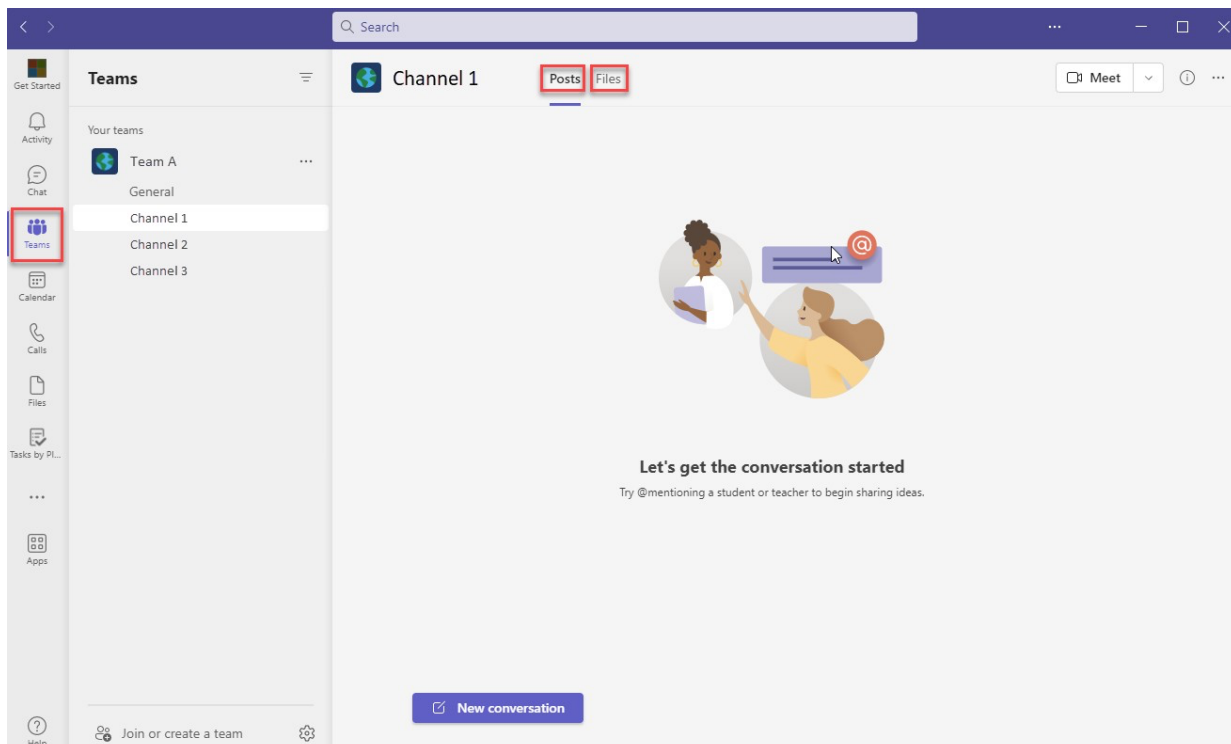 Search
Get Started
Activity
Chat
Teams
Calendar
Calls
Files
Tasks by Pl...
Apps
Help
Teams
Your teams
Team A
General
Channel 1
Channel 2
Channel 3
Join or create a team
Channel 1
Posts Files
Meet
Let's get the conversation started
Try @mentioning a student or teacher to begin sharing ideas.
New conversation